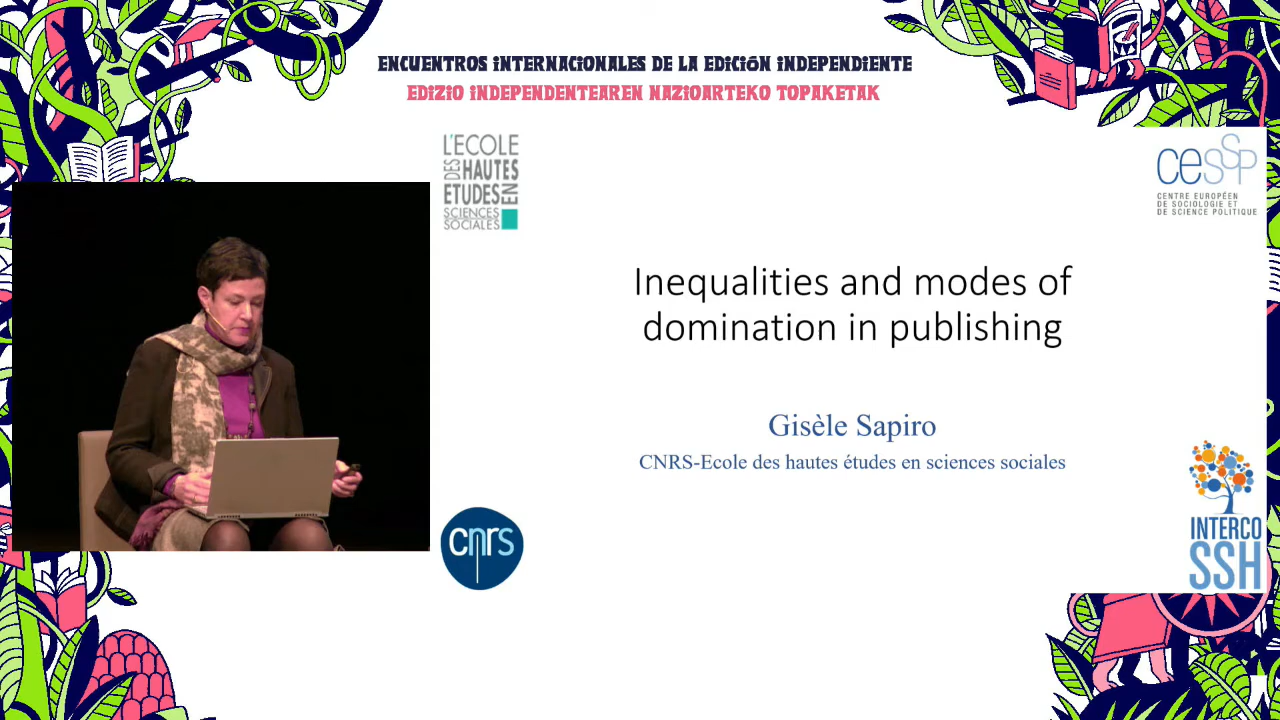 ENCUENTROS INTERNACIONALES DE LA EDICIÓN INDEPENDIENTE
EDIZIO INDEPENDENTEAREN NAZIOARTEKO TOPAKETAK
L'ECOLE
DES HAUTES
ETUDES EN
SCIENCES
SOCIALES
cessp
CENTRE EUROPÉEN
DE SOCIOLOGIE ET
DE SCIENCE POLITIQUE
Inequalities and modes of
domination in publishing
Gisèle Sapiro
CNRS-Ecole des hautes études en sciences sociales
cnrs
INTERCO
SSH